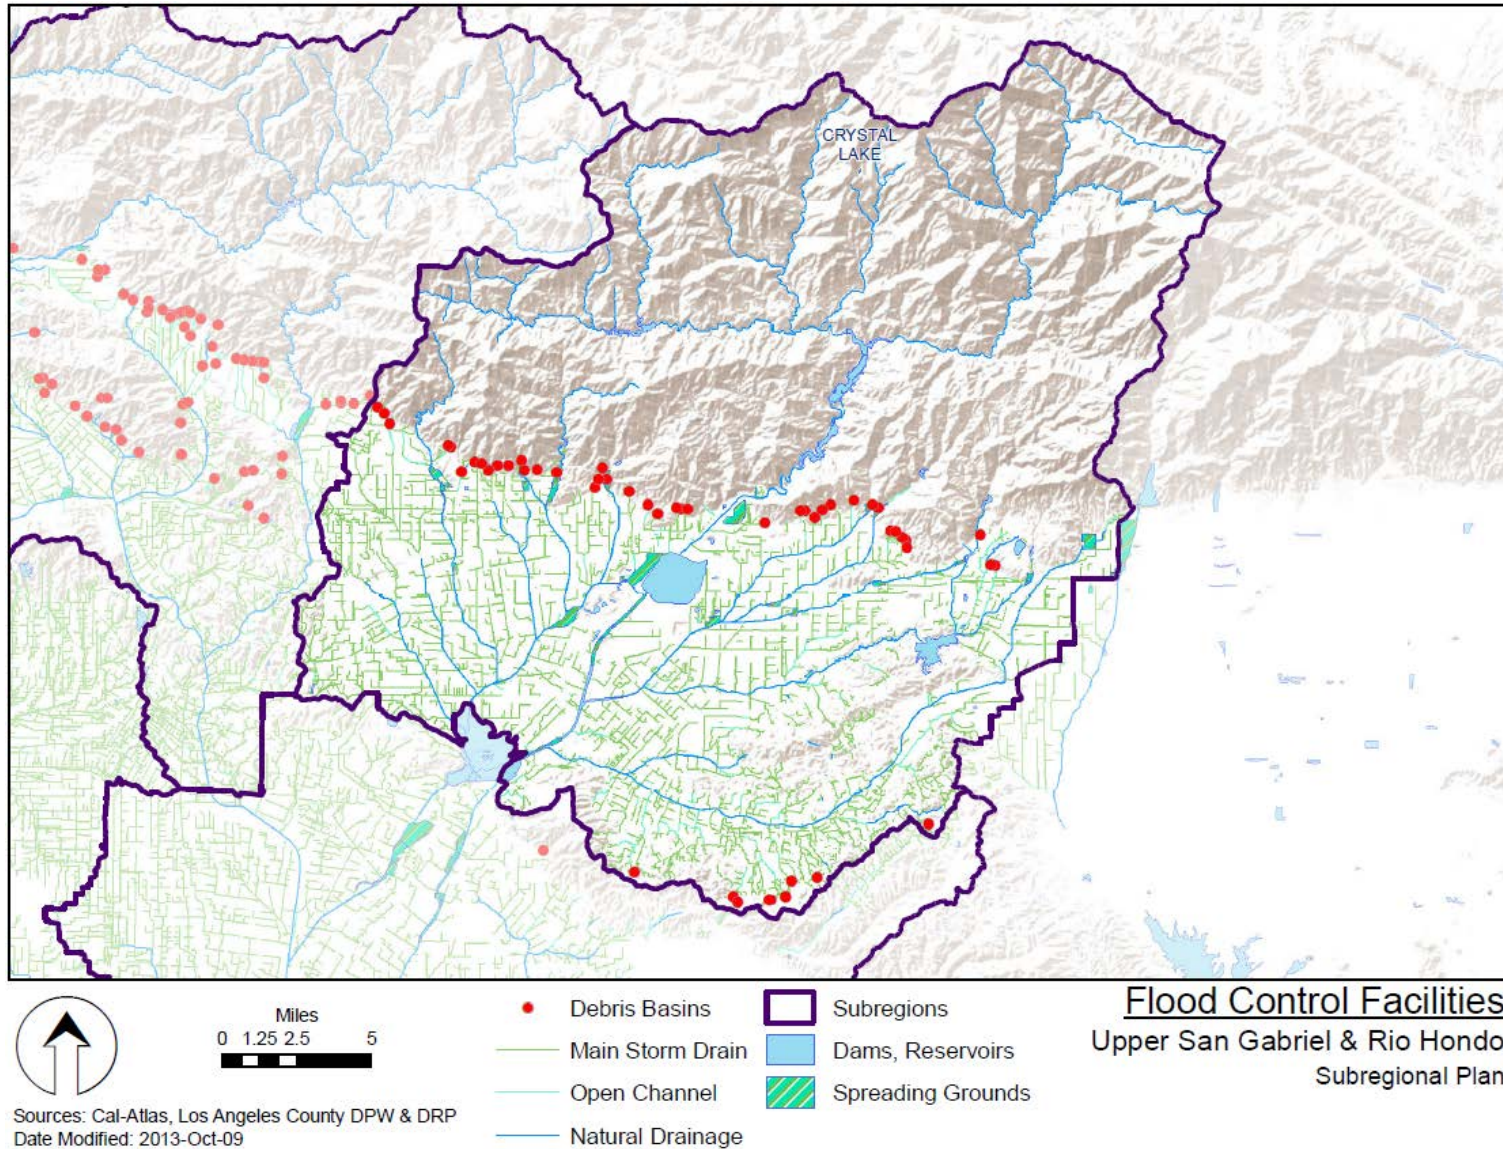 CRYSTAL
LAKE
Miles
0 1.25 2.5 5
Debris Basins
Main Storm Drain
Open Channel
Natural Drainage
Subregions
Dams, Reservoirs
Spreading Grounds
Flood Control Facilities
Upper San Gabriel & Rio Hondo
Subregional Plan
Sources: Cal-Atlas, Los Angeles County DPW & DRP
Date Modified: 2013-Oct-09